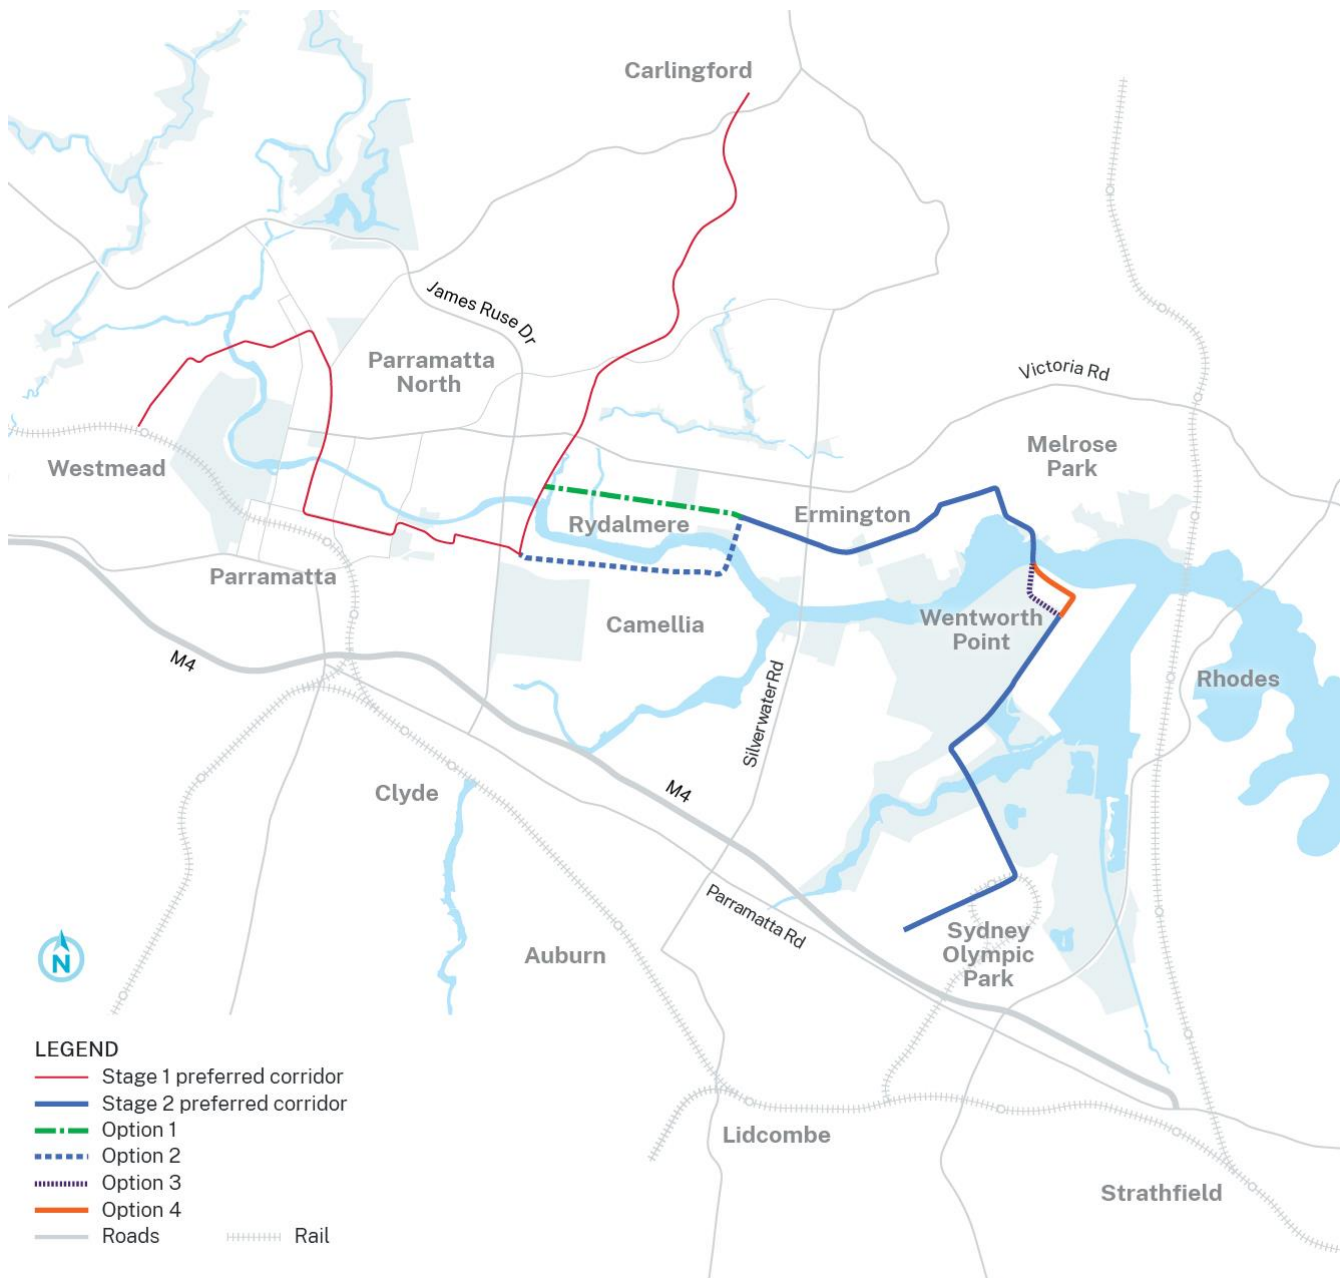 Carlingford
James Ruse Dr
Parramatta
North
Victoria Rd
Melrose
Park
Westmead
Rydalmere
Ermington
Parramatta
Camellia
Wentworth
Point
M4
Rhodes
Silverwater Rd
Clyde
M4
Parramatta Rd
Auburn
Sydney
Olympic
Park
N
LEGEND
Stage 1 preferred corridor
Stage 2 preferred corridor
Option 1
Option 2
Option 3
Option 4
Roads
Rail
Lidcombe
Strathfield